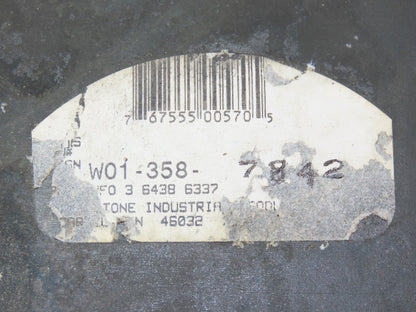 7 67555 00570 5
W01-358- 7842
3 6438 6337
TONE INDUSTRIA
N 46032